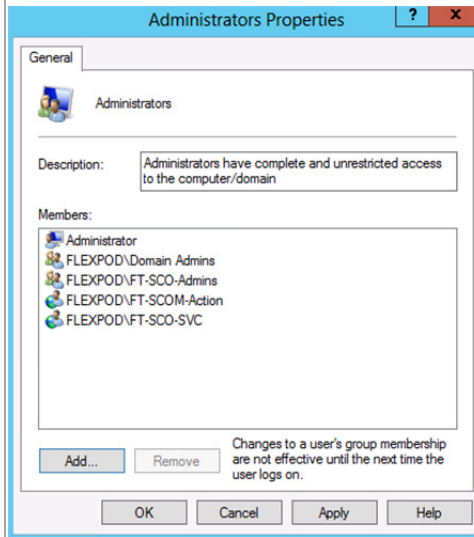 Administrators Properties
?
x
General
Administrators
Description:
Administrators have complete and unrestricted access
to the computer/domain
Members:
Administrator
FLEXPOD\Domain Admins
FLEXPOD\FT-SCO-Admins
FLEXPOD\FT-SCOM-Action
FLEXPOD\FT-SCO-SVC
Add...
Remove
Changes to a user's group membership
are not effective until the next time the
user logs on.
OK
Cancel
Apply
Help